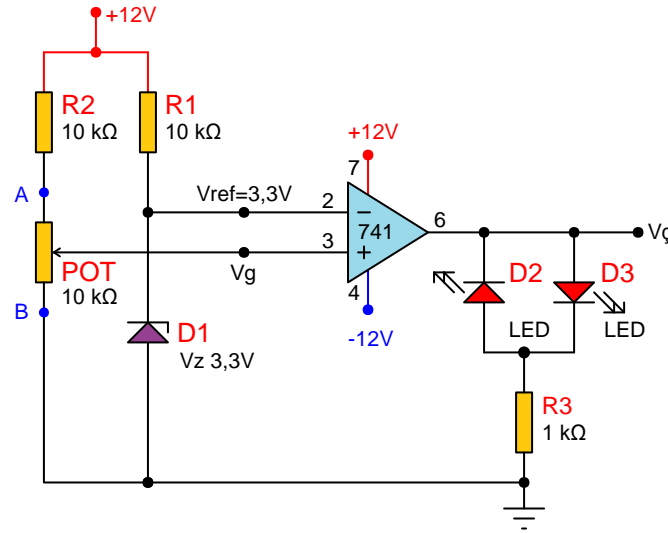 +12V
R2
10 kΩ
R1
10 kΩ
A
POT
10 kΩ
B
Vref=3,3V
Vg
D1
Vz 3,3V
+12V
7
2
3
741
6
4
-12V
Vç
D2
LED
D3
LED
R3
1 kΩ